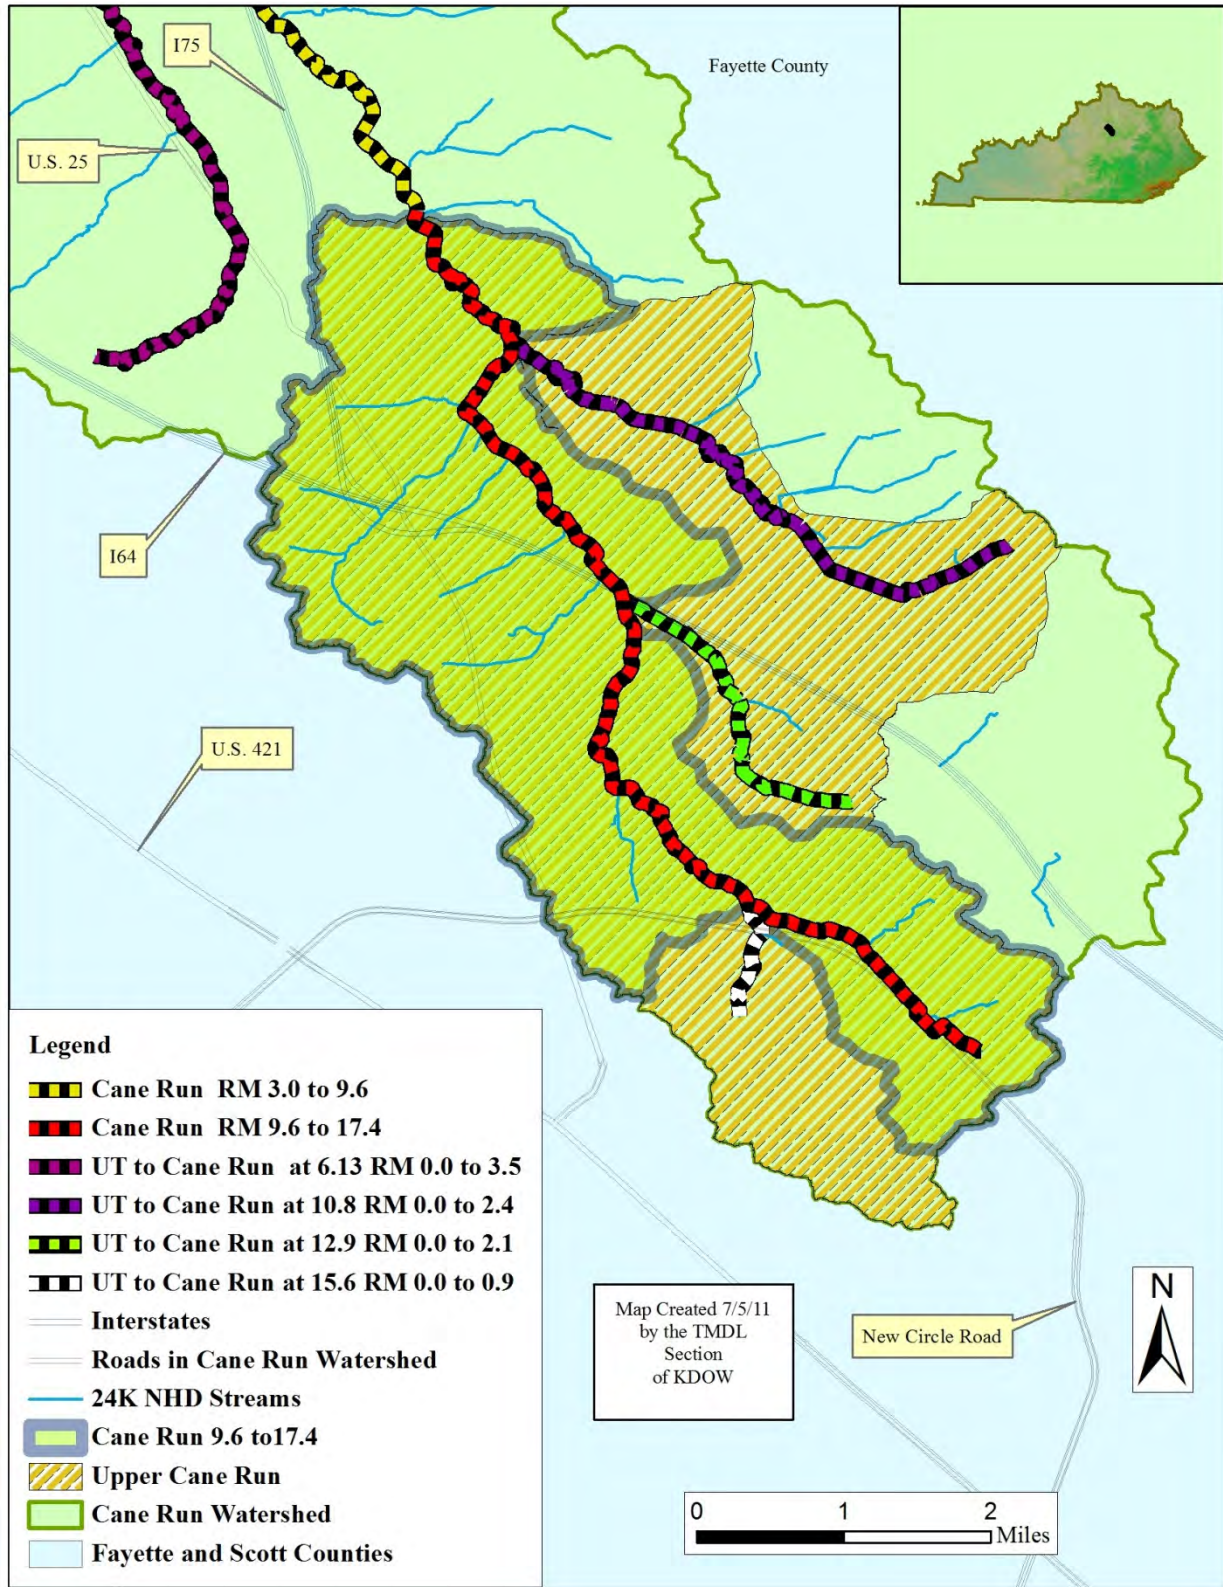 I75
Fayette County
U.S. 25
I64
U.S. 421
Legend
Cane Run RM 3.0 to 9.6
Cane Run RM 9.6 to 17.4
UT to Cane Run at 6.13 RM 0.0 to 3.5
UT to Cane Run at 10.8 RM 0.0 to 2.4
UT to Cane Run at 12.9 RM 0.0 to 2.1
UT to Cane Run at 15.6 RM 0.0 to 0.9
Interstates
Roads in Cane Run Watershed
24K NHD Streams
Cane Run 9.6 to17.4
Upper Cane Run
Cane Run Watershed
Fayette and Scott Counties
Map Created 7/5/11
by the TMDL
Section
of KDOW
New Circle Road
N
0 1 2
Miles